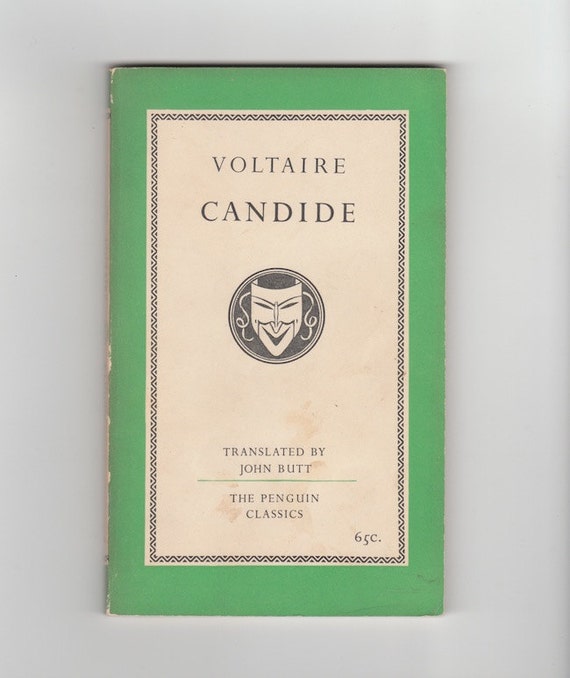 VOLTAIRE
CANDIDE
TRANSLATED BY
JOHN BUTT
THE PENGUIN
CLASSICS
65c.